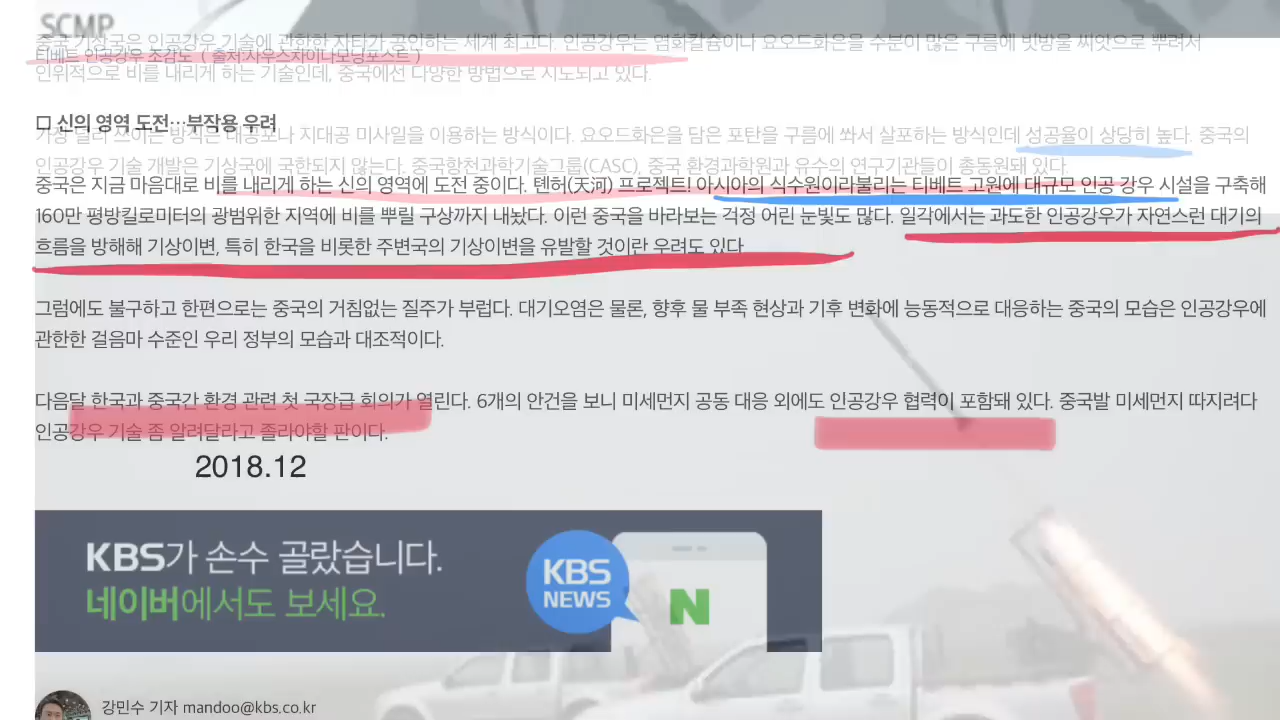 SCMP
중국 기상국은 인공강우 기술에 관한한 자타가 공인하는 세계 최고다. 인공강우는 염화칼슘이나 요오드화은을 수분이 많은 구름에 빗방울 씨앗으로 뿌려서
티베트 인공강우 조감도 ( 출처:사우스차이나모닝포스트 )
인위적으로 비를 내리게 하는 기술인데, 중국에선 다양한 방법으로 시도되고 있다.
□ 신의 영역 도전…부작용 우려
가장 널리 쓰이는 방식은 대공포나 지대공 미사일을 이용하는 방식이다. 요오드화은을 담은 포탄을 구름에 쏴서 살포하는 방식인데 성공율이 상당히 높다. 중국의
인공강우 기술 개발은 기상국에 국한되지 않는다. 중국항천과학기술그룹(CASC), 중국 환경과학원과 유수의 연구기관들이 총동원돼 있다.
중국은 지금 마음대로 비를 내리게 하는 신의 영역에 도전 중이다. 톈허(天河) 프로젝트! 아시아의 식수원이라불리는 티베트 고원에 대규모 인공 강우 시설을 구축해
160만 평방킬로미터의 광범위한 지역에 비를 뿌릴 구상까지 내놨다. 이런 중국을 바라보는 걱정 어린 눈빛도 많다. 일각에서는 과도한 인공강우가 자연스런 대기의
흐름을 방해해 기상이변, 특히 한국을 비롯한 주변국의 기상이변을 유발할 것이란 우려도 있다.
그럼에도 불구하고 한편으로는 중국의 거침없는 질주가 부럽다. 대기오염은 물론, 향후 물 부족 현상과 기후 변화에 능동적으로 대응하는 중국의 모습은 인공강우에
관한한 걸음마 수준인 우리 정부의 모습과 대조적이다.
다음달 한국과 중국간 환경 관련 첫 국장급 회의가 열린다. 6개의 안건을 보니 미세먼지 공동 대응 외에도 인공강우 협력이 포함돼 있다. 중국발 미세먼지 따지려다
인공강우 기술 좀 알려달라고 졸라야할 판이다.
2018.12
KBS가 손수 골랐습니다.
네이버에서도 보세요.
KBS
NEWS
N
강민수 기자 mandoo@kbs.co.kr